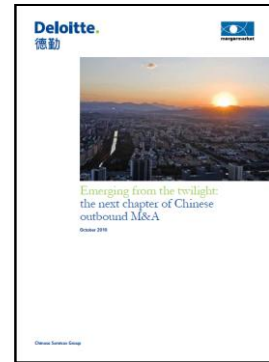 Deloitte.
德勤
mergermarket
Emerging from the twilight:
the next chapter of Chinese
outbound M&A
October 2010
Chinese Services Group